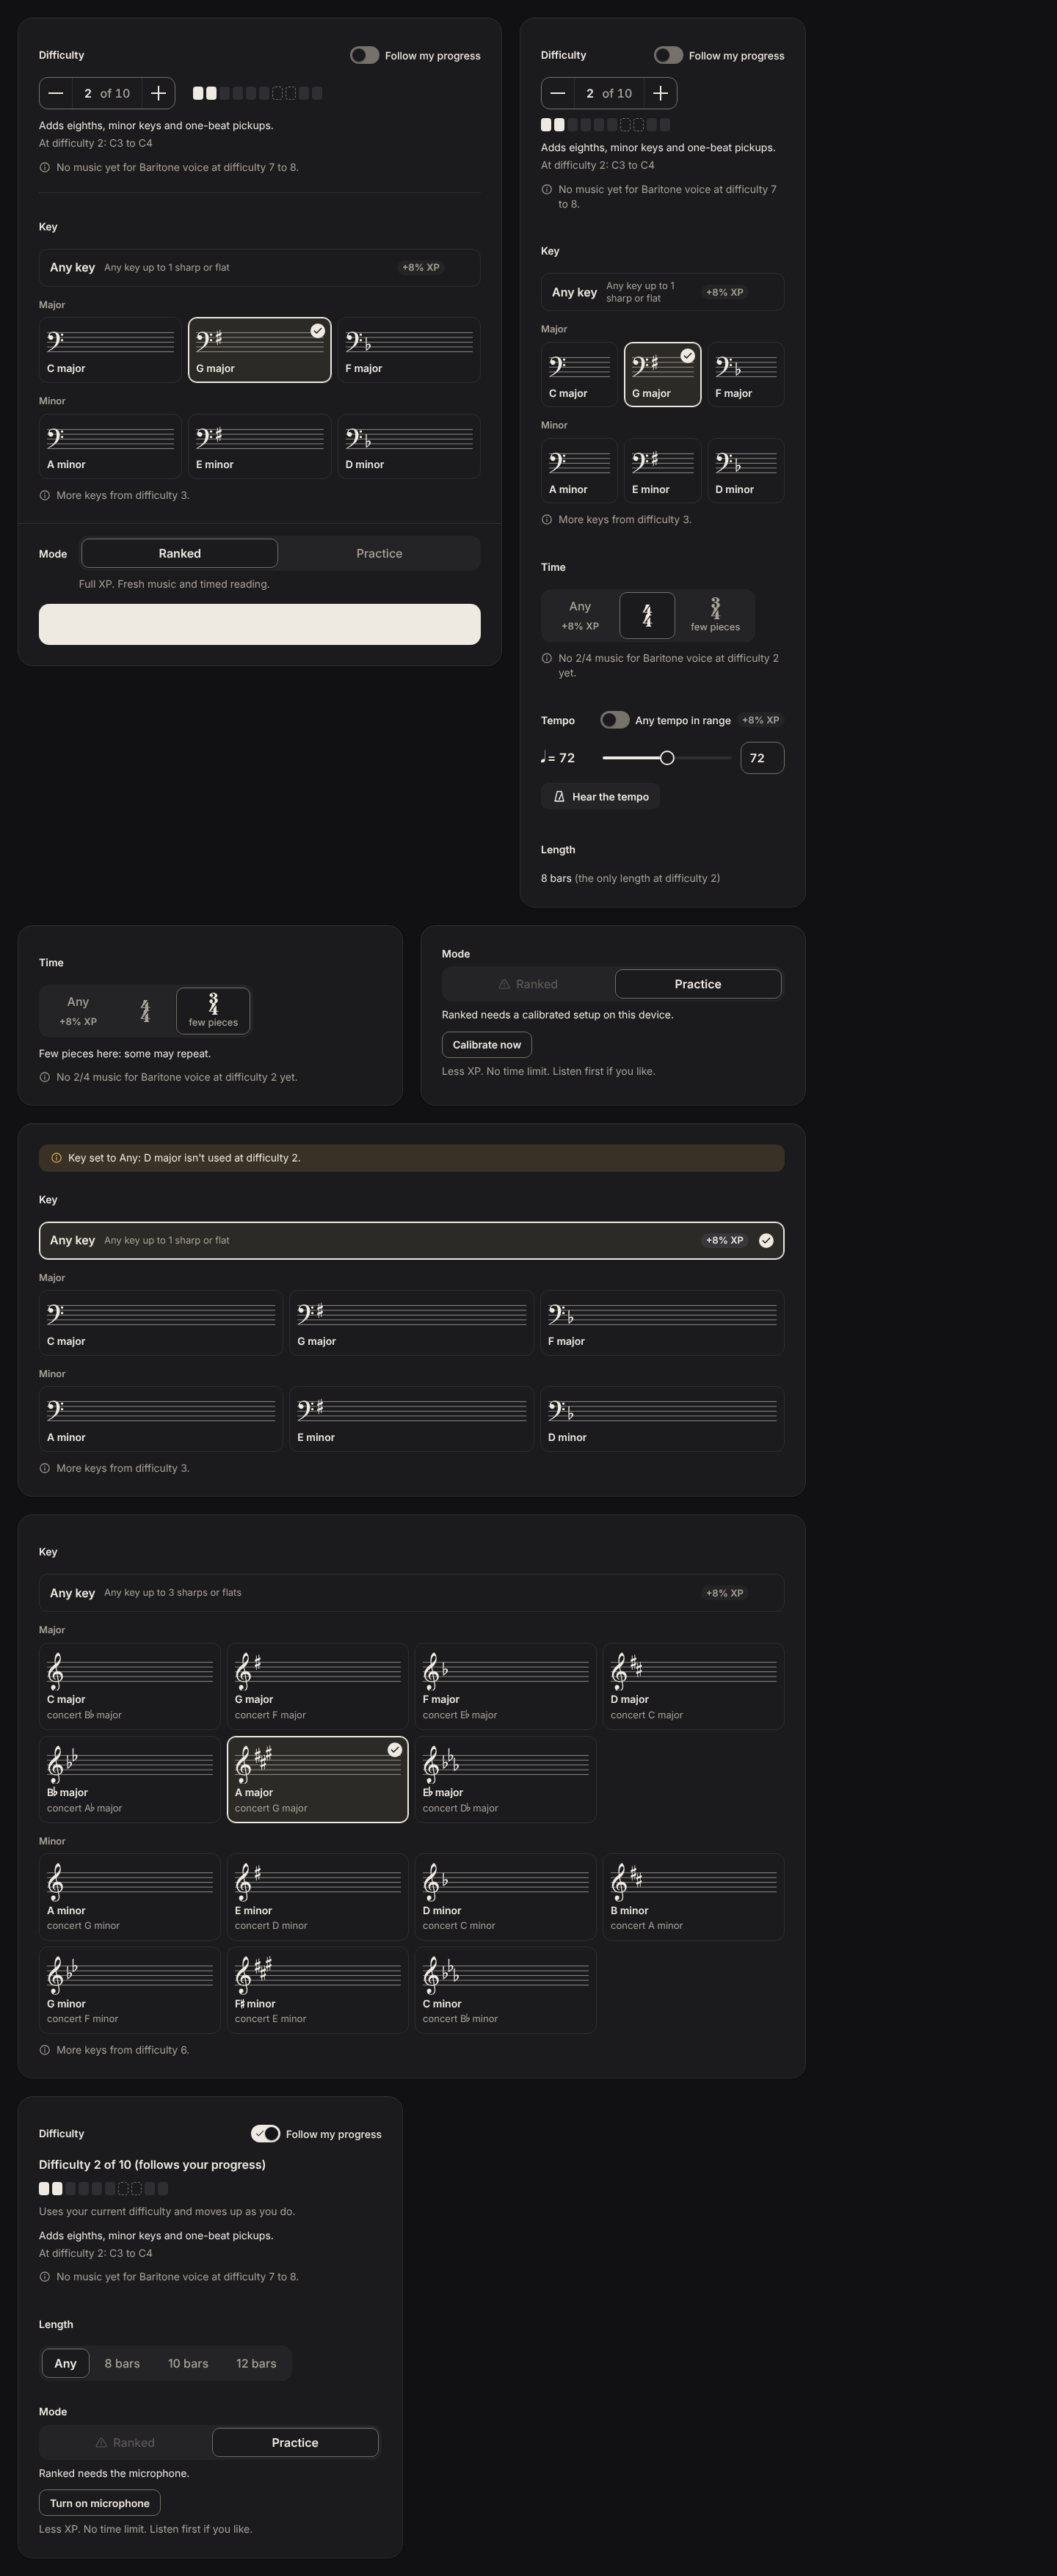 Difficulty
Follow my progress
2 of 10
Adds eighths, minor keys and one-beat pickups.
At difficulty 2: C3 to C4
No music yet for Baritone voice at difficulty 7 to 8.
Key
Any key Any key up to 1 sharp or flat +8% XP
Major
C major
G major
F major
Minor
A minor
E minor
D minor
More keys from difficulty 3.
Mode
Ranked
Practice
Full XP. Fresh music and timed reading.
Difficulty
Follow my progress
2 of 10
Adds eighths, minor keys and one-beat pickups.
At difficulty 2: C3 to C4
No music yet for Baritone voice at difficulty 7
to 8.
Key
Any key
Any key up to 1
sharp or flat
+8% XP
Major
C major
G major
F major
Minor
A minor
E minor
D minor
More keys from difficulty 3.
Time
Any
+8% XP
4
4
3
4
few pieces
No 2/4 music for Baritone voice at difficulty 2
yet.
Tempo
Any tempo in range +8% XP
♩= 72
72
Hear the tempo
Length
8 bars (the only length at difficulty 2)
Time
Any
+8% XP
4
4
3
4
few pieces
Few pieces here: some may repeat.
No 2/4 music for Baritone voice at difficulty 2 yet.
Mode
Ranked
Practice
Ranked needs a calibrated setup on this device.
Calibrate now
Less XP. No time limit. Listen first if you like.
Key set to Any: D major isn't used at difficulty 2.
Key
Any key Any key up to 1 sharp or flat +8% XP
Major
C major
G major
F major
Minor
A minor
E minor
D minor
More keys from difficulty 3.
Key
Any key Any key up to 3 sharps or flats +8% XP
Major
C major
concert B♭ major
G major
concert F major
F major
concert E♭ major
D major
concert C major
B♭ major
concert A♭ major
A major
concert G major
E♭ major
concert D♭ major
Minor
A minor
concert G minor
E minor
concert D minor
D minor
concert C minor
B minor
concert A minor
G minor
concert F minor
F♯ minor
concert E minor
C minor
concert B♭ minor
More keys from difficulty 6.
Difficulty
Follow my progress
Difficulty 2 of 10 (follows your progress)
Uses your current difficulty and moves up as you do.
Adds eighths, minor keys and one-beat pickups.
At difficulty 2: C3 to C4
No music yet for Baritone voice at difficulty 7 to 8.
Length
Any
8 bars
10 bars
12 bars
Mode
Ranked
Practice
Ranked needs the microphone.
Turn on microphone
Less XP. No time limit. Listen first if you like.